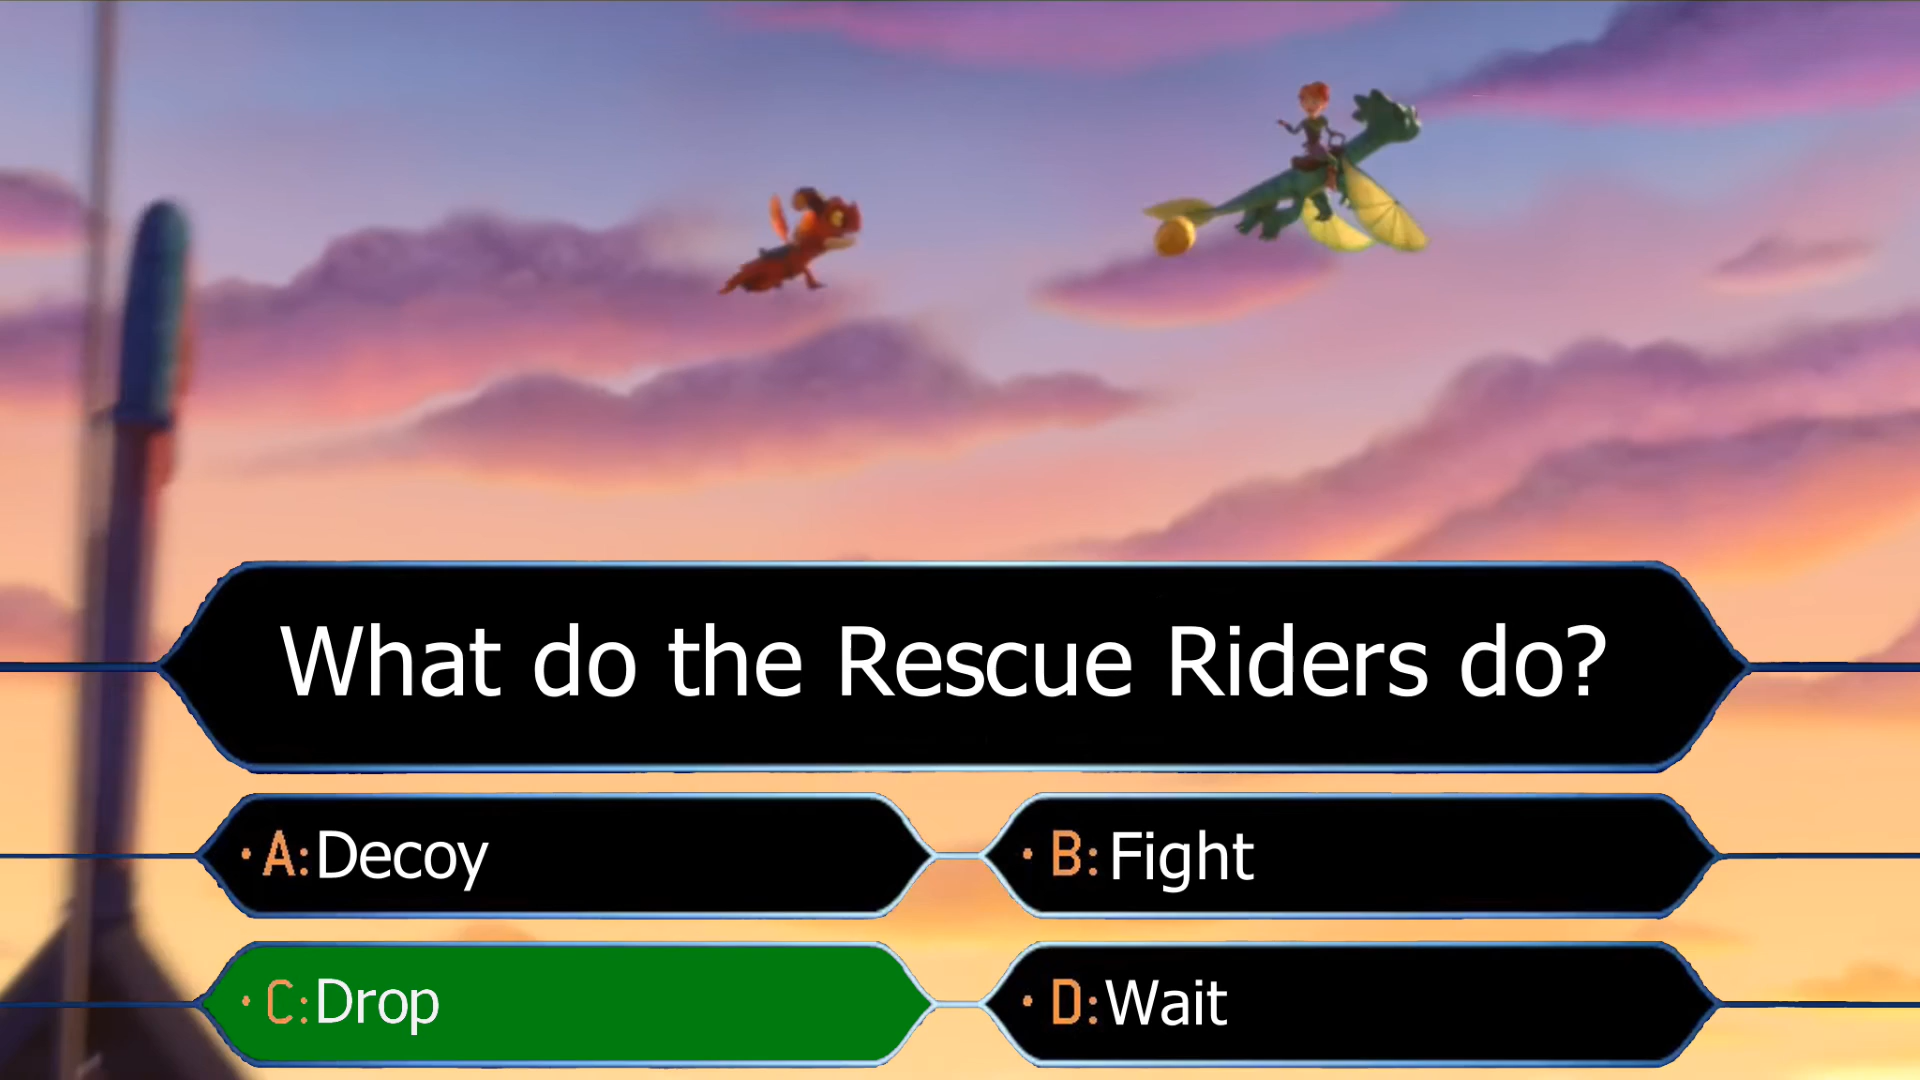 What do the Rescue Riders do?
· A: Decoy
· B: Fight
· C: Drop
· D: Wait